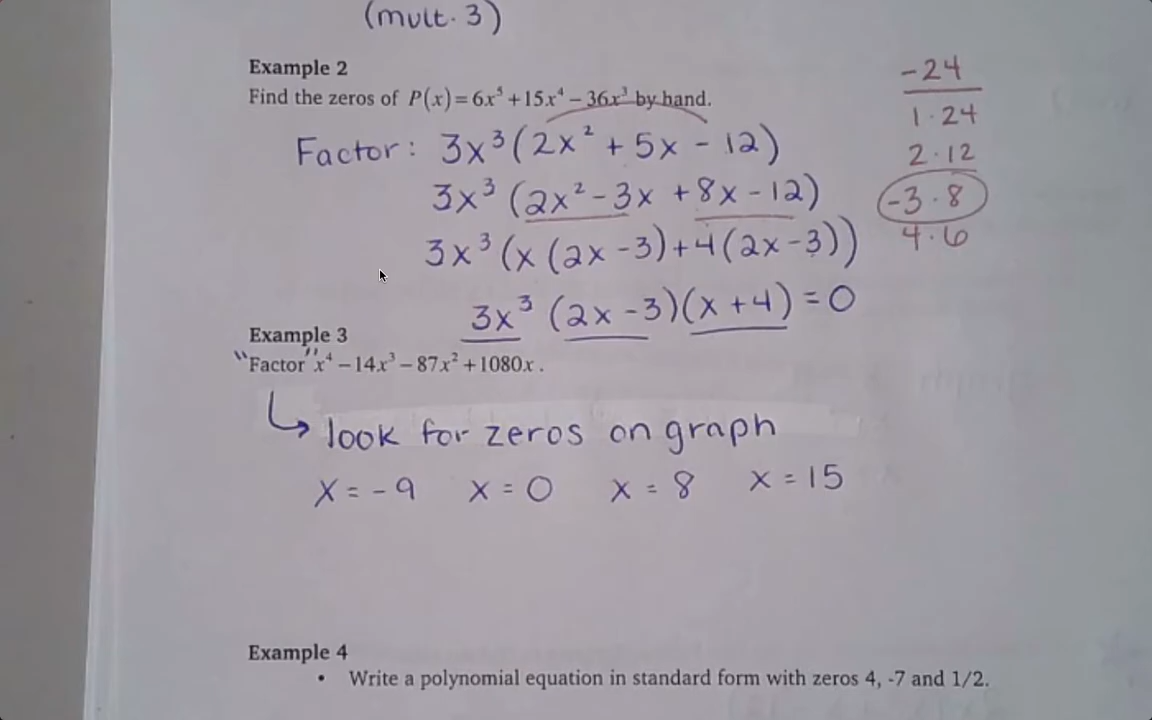 (mult. 3)
Example 2
Find the zeros of P(x) = 6x⁵ + 15x⁴ − 36x³ by hand.
Factor: 3x³(2x² + 5x − 12)
3x³(2x² − 3x + 8x − 12)
3x³(x(2x − 3) + 4(2x − 3))
3x³(2x − 3)(x + 4) = 0
-24
1·24
2·12
-3·8
4·6
Example 3
"Factor" x⁴ − 14x³ − 87x² + 1080x.
look for zeros on graph
x = -9 x = 0 x = 8 x = 15
Example 4
• Write a polynomial equation in standard form with zeros 4, -7 and 1/2.